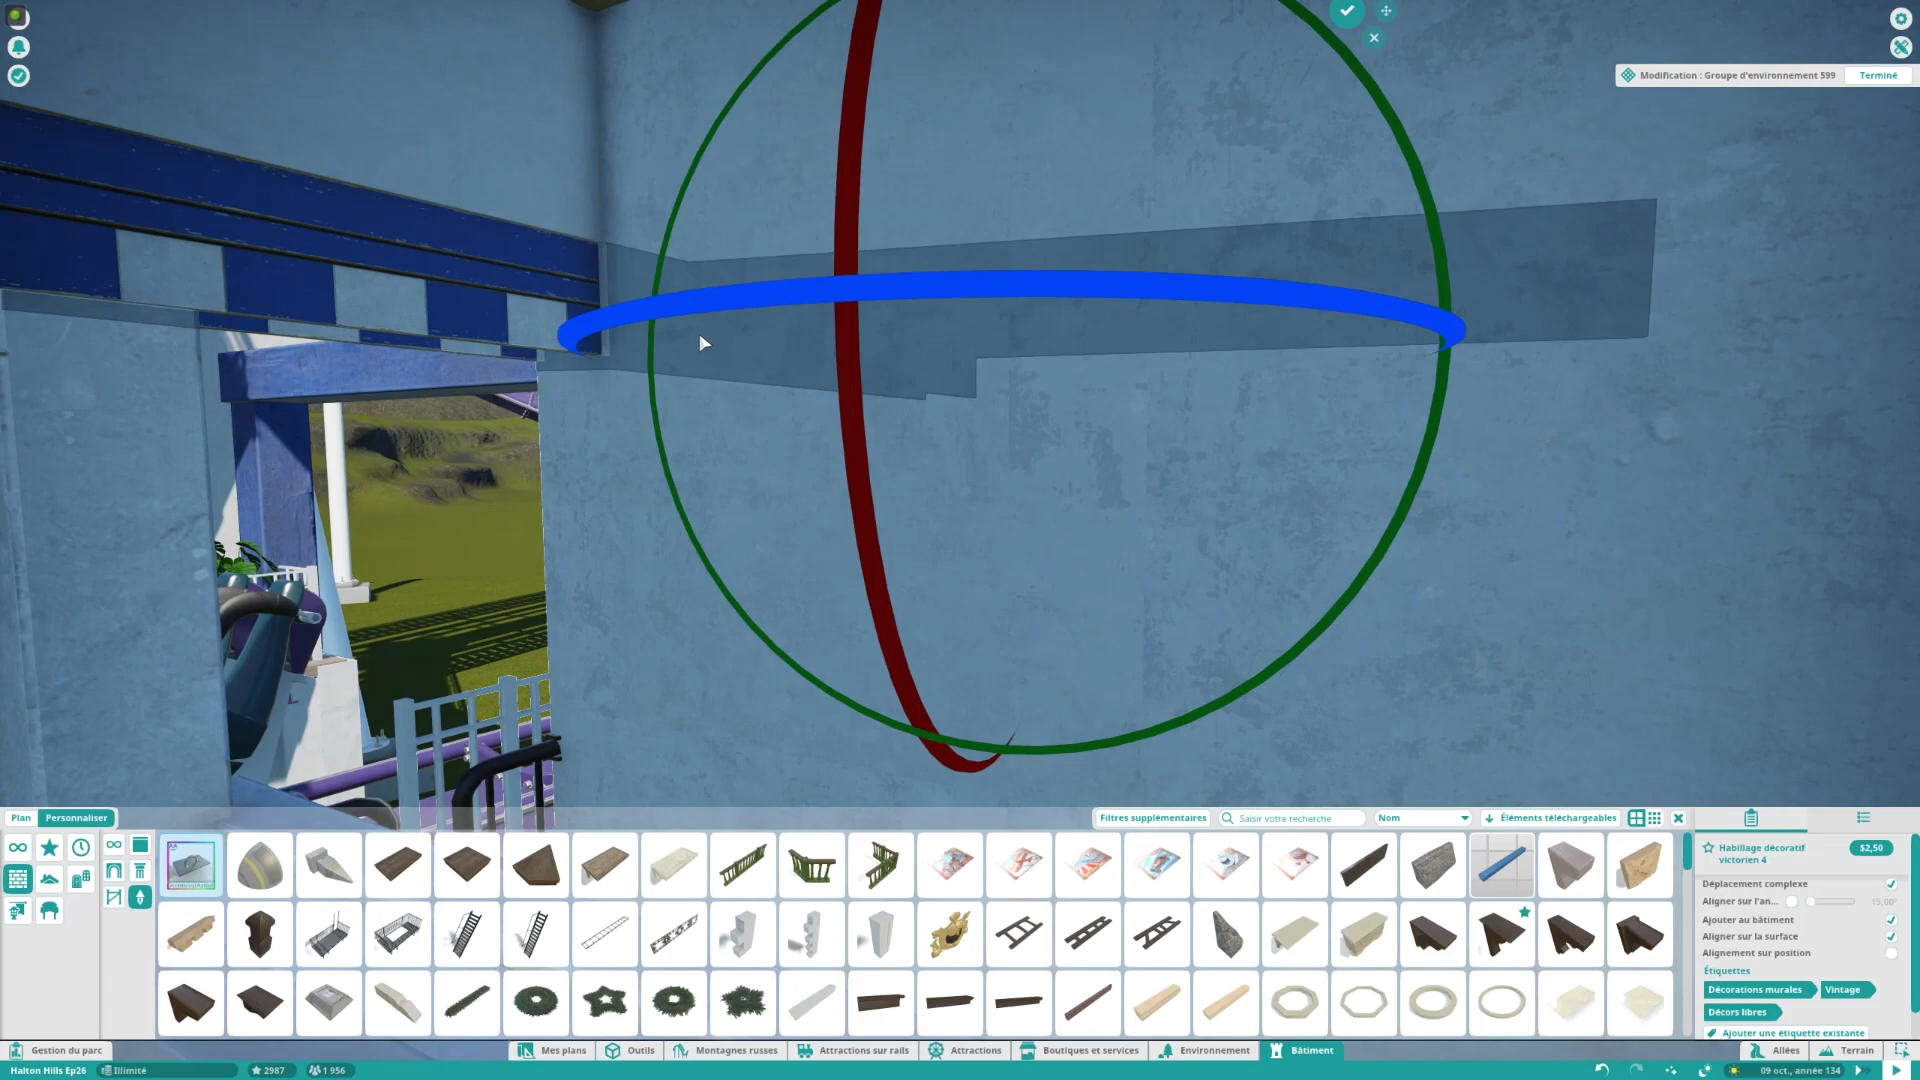 Modification : Groupe d'environnement 599
Terminé
Plan
Personnaliser
Filtres supplémentaires
Saisir votre recherche
Nom
Éléments téléchargeables
Habillage décoratif
victorien 4
$2,50
Déplacement complexe
Aligner sur l'an...
15,00°
Ajouter au bâtiment
Aligner sur la surface
Alignement sur position
Étiquettes
Décorations murales
Vintage
Décors libres
Ajouter une étiquette existante
Gestion du parc
Mes plans
Outils
Montagnes russes
Attractions sur rails
Attractions
Boutiques et services
Environnement
Bâtiment
Allées
Terrain
Halton Hills Ep26
Illimité
2987
1 956
09 oct., année 134